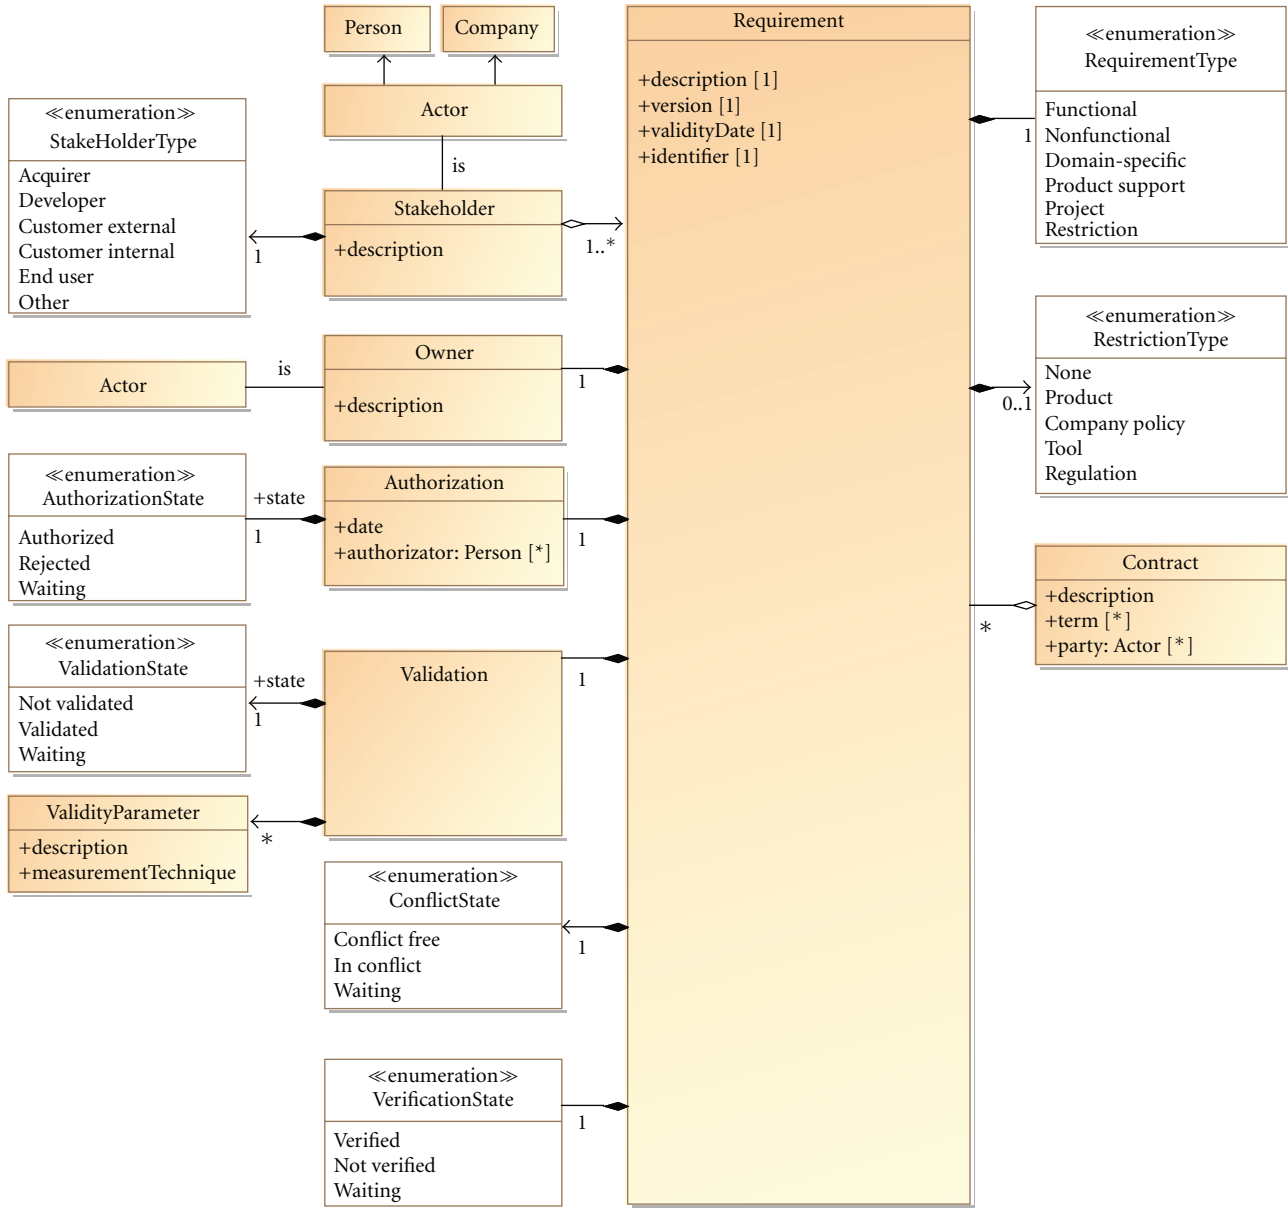 Person
Company
Actor
is
≪enumeration≫
StakeHolderType
Acquirer
Developer
Customer external
Customer internal
End user
Other
1
Stakeholder
+description
1..*
Requirement
+description [1]
+version [1]
+validityDate [1]
+identifier [1]
≪enumeration≫
RequirementType
Functional
Nonfunctional
Domain-specific
Product support
Project
Restriction
1
Actor
is
Owner
+description
1
≪enumeration≫
RestrictionType
None
Product
Company policy
Tool
Regulation
0..1
≪enumeration≫
AuthorizationState
Authorized
Rejected
Waiting
+state
1
Authorization
+date
+authorizator: Person [*]
1
Contract
+description
+term [*]
+party: Actor [*]
*
≪enumeration≫
ValidationState
Not validated
Validated
Waiting
+state
1
Validation
1
ValidityParameter
+description
+measurementTechnique
*
≪enumeration≫
ConflictState
Conflict free
In conflict
Waiting
1
≪enumeration≫
VerificationState
Verified
Not verified
Waiting
1